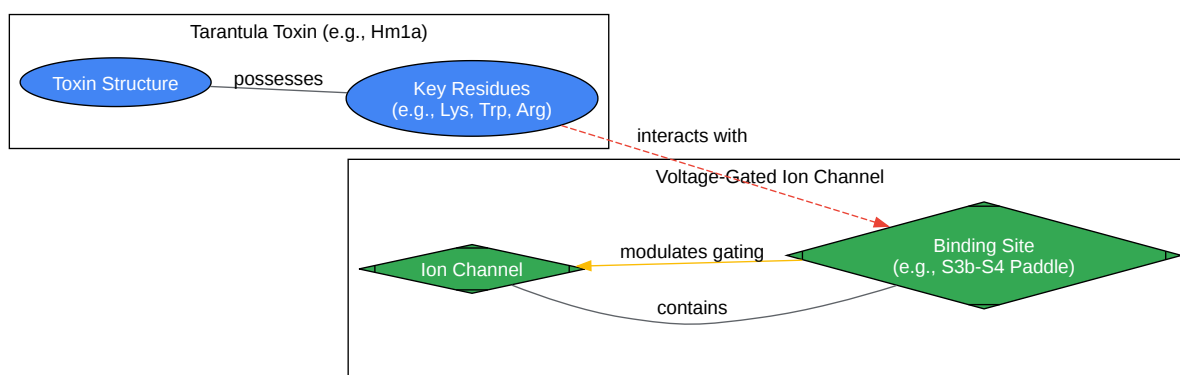 Tarantula Toxin (e.g., Hm1a)
Toxin Structure
possesses
Key Residues
(e.g., Lys, Trp, Arg)
interacts with
Voltage-Gated Ion Channel
Ion Channel
modulates gating
Binding Site
(e.g., S3b-S4 Paddle)
contains